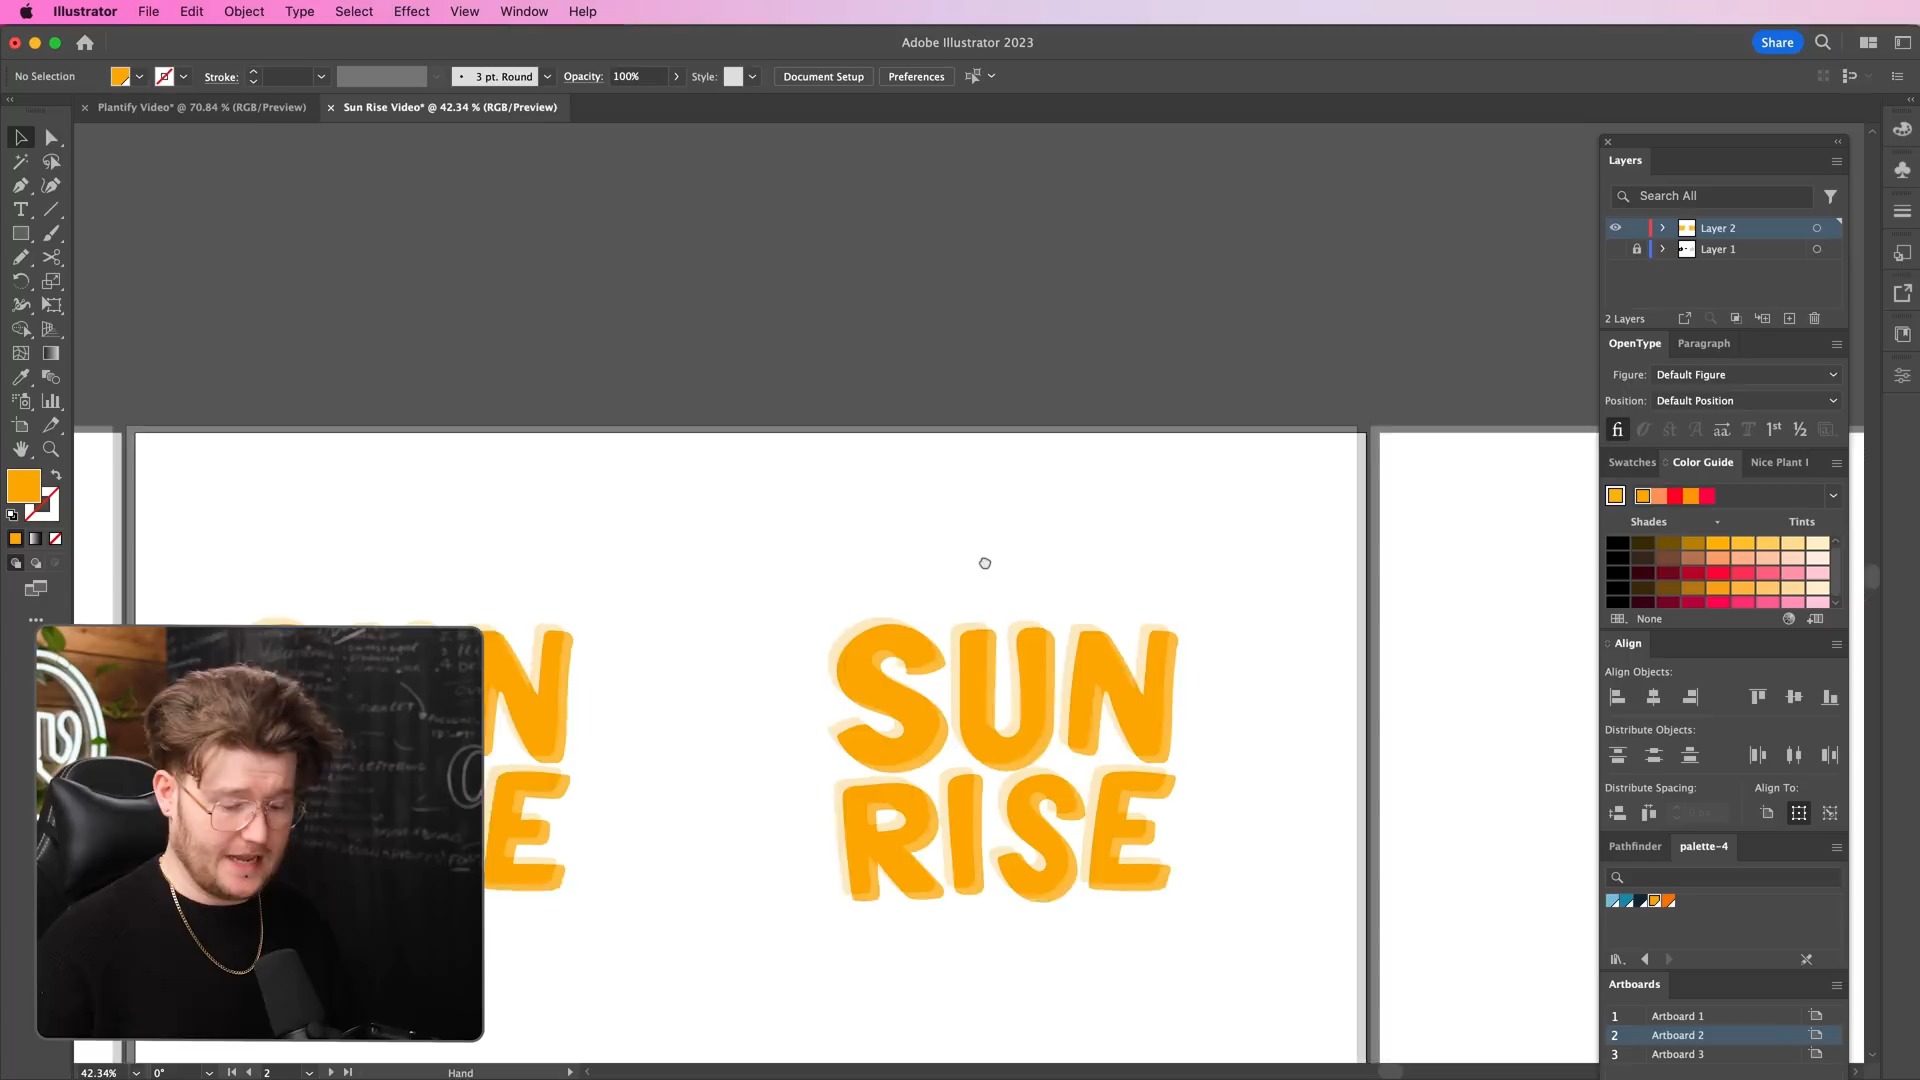 Illustrator File Edit Object Type Select Effect View Window Help
Adobe Illustrator 2023
Share
No Selection
Stroke:
3 pt. Round
Opacity: 100%
Style:
Document Setup
Preferences
Plantify Video* @ 70.84 % (RGB/Preview)
Sun Rise Video* @ 42.34 % (RGB/Preview)
Layers
Search All
Layer 2
Layer 1
2 Layers
OpenType Paragraph
Figure: Default Figure
Position: Default Position
Swatches Color Guide Nice Plant I
Shades Tints
None
Align
Align Objects:
Distribute Objects:
Distribute Spacing: Align To:
Pathfinder palette-4
Artboards
1 Artboard 1
2 Artboard 2
3 Artboard 3
N
E
SUN
RISE
42.34% 0° 2 Hand